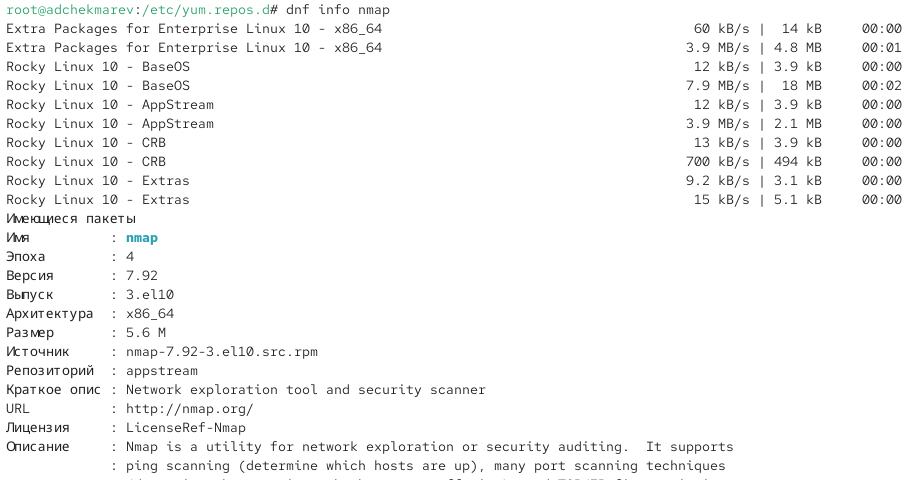 root@adchekmarev:/etc/yum.repos.d# dnf info nmap
Extra Packages for Enterprise Linux 10 - x86_64 60 kB/s | 14 kB 00:00
Extra Packages for Enterprise Linux 10 - x86_64 3.9 MB/s | 4.8 MB 00:01
Rocky Linux 10 - BaseOS 12 kB/s | 3.9 kB 00:00
Rocky Linux 10 - BaseOS 7.9 MB/s | 18 MB 00:02
Rocky Linux 10 - AppStream 12 kB/s | 3.9 kB 00:00
Rocky Linux 10 - AppStream 3.9 MB/s | 2.1 MB 00:00
Rocky Linux 10 - CRB 13 kB/s | 3.9 kB 00:00
Rocky Linux 10 - CRB 700 kB/s | 494 kB 00:00
Rocky Linux 10 - Extras 9.2 kB/s | 3.1 kB 00:00
Rocky Linux 10 - Extras 15 kB/s | 5.1 kB 00:00
Имеющиеся пакеты
Имя : nmap
Эпоха : 4
Версия : 7.92
Выпуск : 3.el10
Архитектура : x86_64
Размер : 5.6 M
Источник : nmap-7.92-3.el10.src.rpm
Репозиторий : appstream
Краткое опис : Network exploration tool and security scanner
URL : http://nmap.org/
Лицензия : LicenseRef-Nmap
Описание : Nmap is a utility for network exploration or security auditing. It supports
: ping scanning (determine which hosts are up), many port scanning techniques